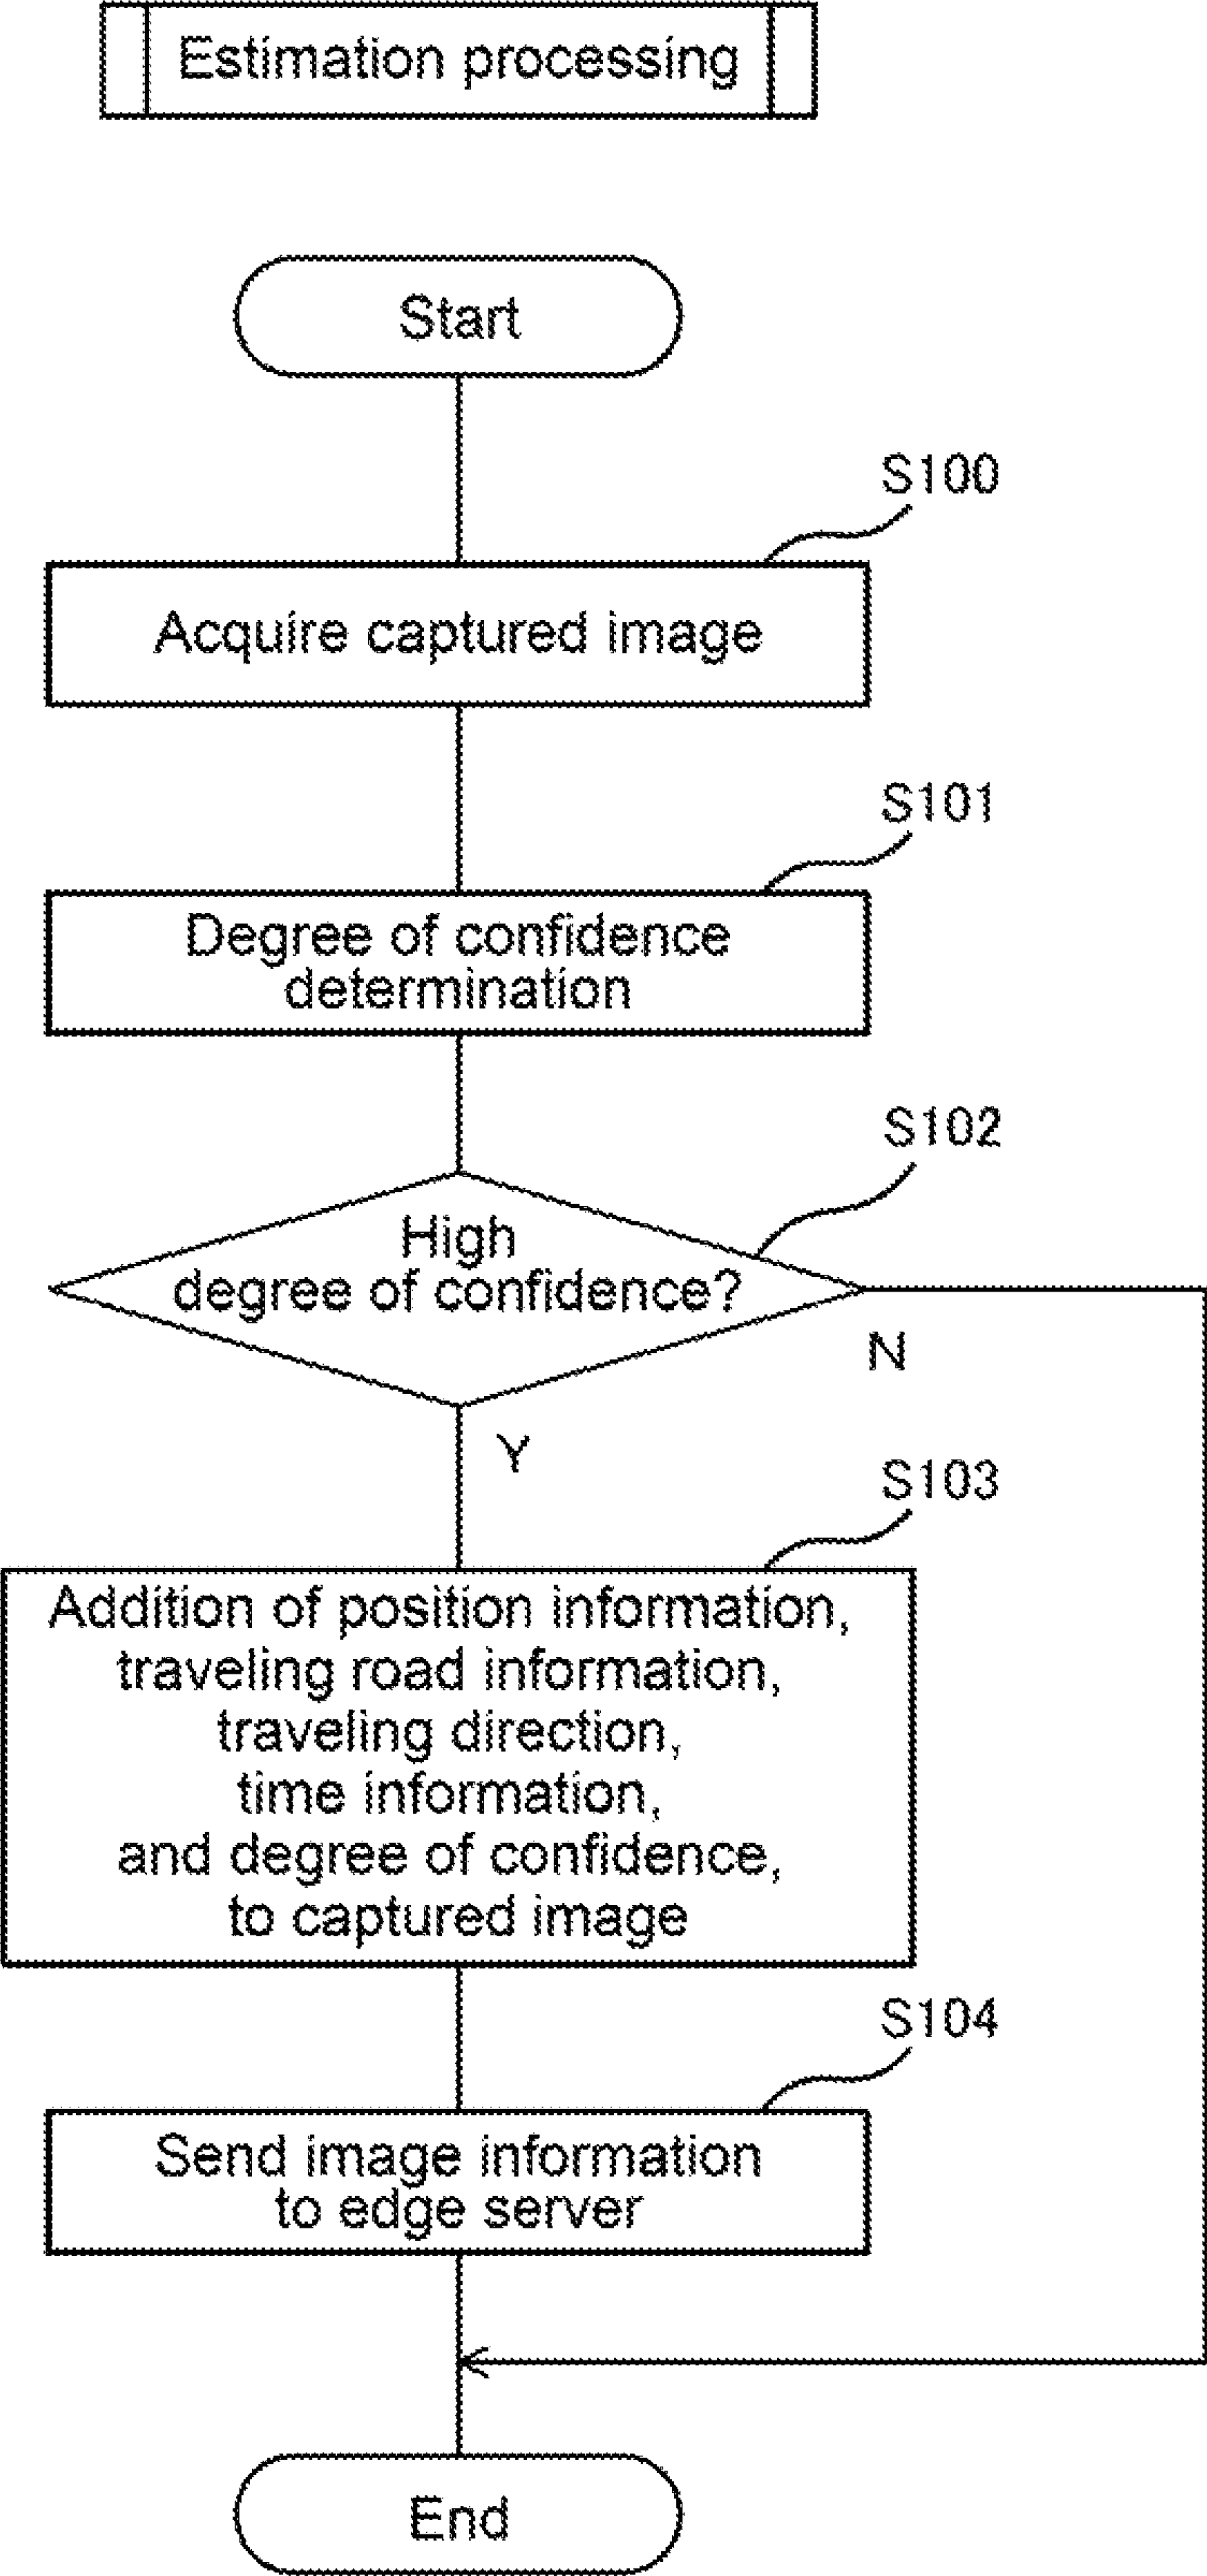 Estimation processing
Start
S100
Acquire captured image
S101
Degree of confidence
determination
S102
High
degree of confidence?
N
Y
S103
Addition of position information,
traveling road information,
traveling direction,
time information,
and degree of confidence,
to captured image
S104
Send image information
to edge server
End